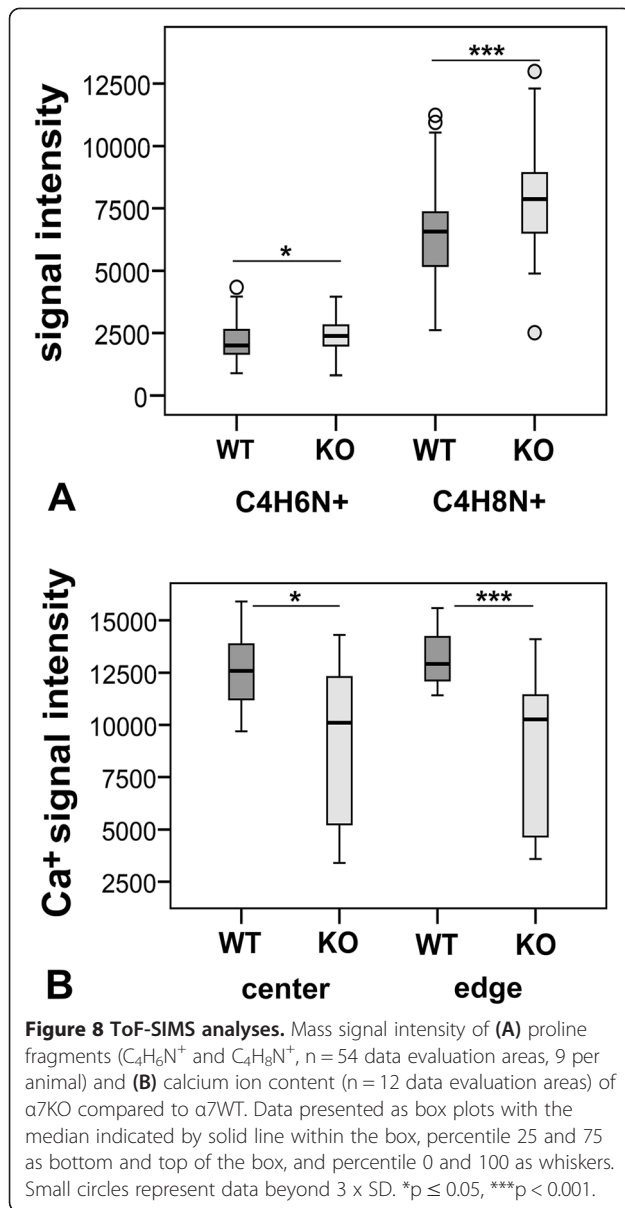 signal intensity
12500
10000
7500
5000
2500
0
*
***
WT KO WT KO
A C4H6N+ C4H8N+
Ca⁺ signal intensity
15000
12500
10000
7500
5000
2500
*
***
WT KO WT KO
B center edge
Figure 8 ToF-SIMS analyses. Mass signal intensity of (A) proline
fragments (C₄H₆N⁺ and C₄H₈N⁺, n = 54 data evaluation areas, 9 per
animal) and (B) calcium ion content (n = 12 data evaluation areas) of
α7KO compared to α7WT. Data presented as box plots with the
median indicated by solid line within the box, percentile 25 and 75
as bottom and top of the box, and percentile 0 and 100 as whiskers.
Small circles represent data beyond 3 x SD. *p ≤ 0.05, ***p < 0.001.